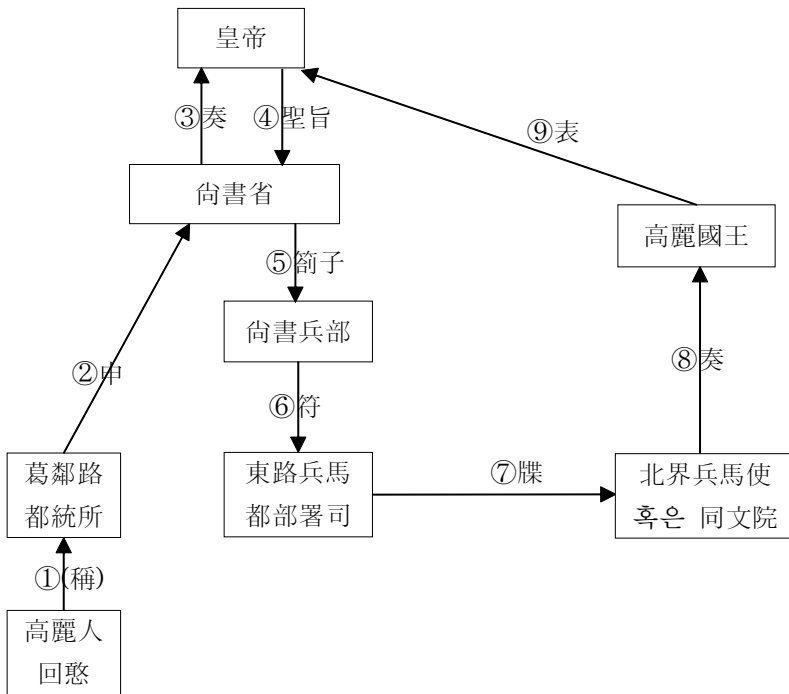 皇帝
③奏
④聖旨
⑨表
尙書省
高麗國王
⑤箚子
尙書兵部
②申
⑧奏
⑥符
葛鄰路
都統所
東路兵馬
都部署司
⑦牒
北界兵馬使
혹은 同文院
①(稱)
高麗人
回憨